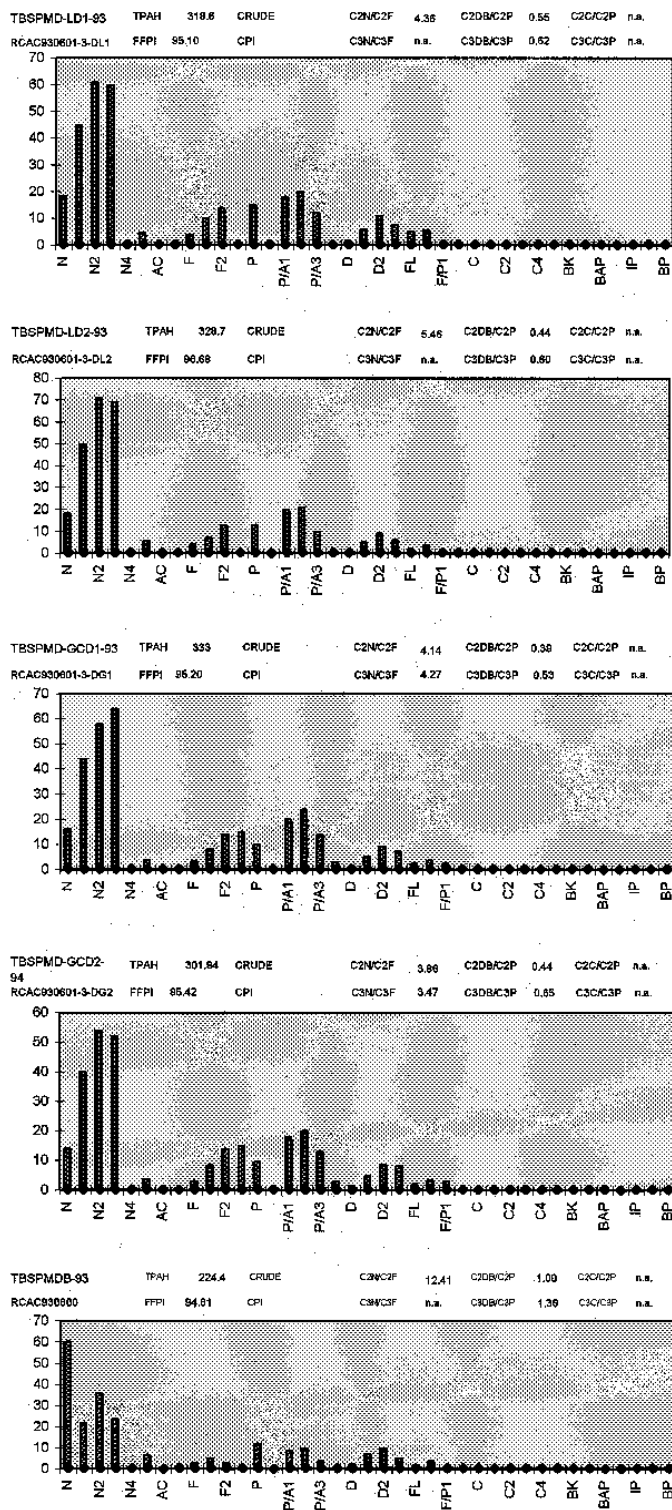 TBSPMD-LD1-93 TPAH 319.6 CRUDE C2N/C2F 4.36 C2DB/C2P 0.55 C2C/C2P n.a.
RCAC930601-3-DL1 FFPI 95.10 CPI C3N/C3F n.a. C3DB/C3P 0.62 C3C/C3P n.a.
70
60
50
40
30
20
10
0
N N2 N4 AC F F2 P P/A1 P/A3 D D2 FL F/P1 C C2 C4 BK BAP IP BP
TBSPMD-LD2-93 TPAH 328.7 CRUDE C2N/C2F 5.46 C2DB/C2P 0.44 C2C/C2P n.a.
RCAC930601-3-DL2 FFPI 96.68 CPI C3N/C3F n.a. C3DB/C3P 0.60 C3C/C3P n.a.
80
70
60
50
40
30
20
10
0
N N2 N4 AC F F2 P P/A1 P/A3 D D2 FL F/P1 C C2 C4 BK BAP IP BP
TBSPMD-GCD1-93 TPAH 333 CRUDE C2N/C2F 4.14 C2DB/C2P 0.39 C2C/C2P n.a.
RCAC930601-3-DG1 FFPI 95.20 CPI C3N/C3F 4.27 C3DB/C3P 0.53 C3C/C3P n.a.
70
60
50
40
30
20
10
0
N N2 N4 AC F F2 P P/A1 P/A3 D D2 FL F/P1 C C2 C4 BK BAP IP BP
TBSPMD-GCD2- TPAH 301.84 CRUDE C2N/C2F 3.86 C2DB/C2P 0.44 C2C/C2P n.a.
94
RCAC930601-3-DG2 FFPI 95.42 CPI C3N/C3F 3.47 C3DB/C3P 0.65 C3C/C3P n.a.
60
50
40
30
20
10
0
N N2 N4 AC F F2 P P/A1 P/A3 D D2 FL F/P1 C C2 C4 BK BAP IP BP
TBSPMDB-93 TPAH 224.4 CRUDE C2N/C2F 12.41 C2DB/C2P 1.00 C2C/C2P n.a.
RCAC930600 FFPI 94.61 CPI C3N/C3F n.a. C3DB/C3P 1.36 C3C/C3P n.a.
70
60
50
40
30
20
10
0
N N2 N4 AC F F2 P P/A1 P/A3 D D2 FL F/P1 C C2 C4 BK BAP IP BP